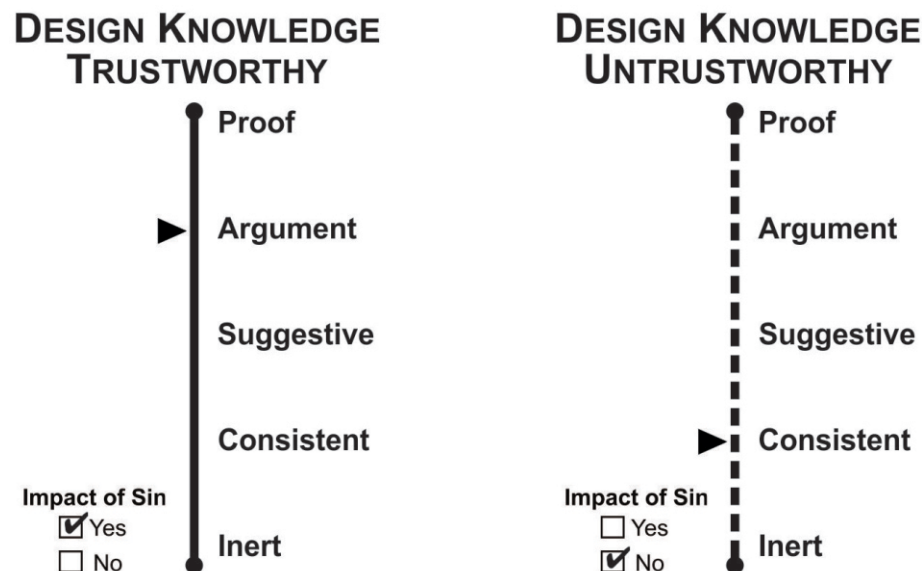 DESIGN KNOWLEDGE
TRUSTWORTHY
Proof
Argument
Suggestive
Consistent
Inert
Impact of Sin
Yes
No
DESIGN KNOWLEDGE
UNTRUSTWORTHY
Proof
Argument
Suggestive
Consistent
Inert
Impact of Sin
Yes
No